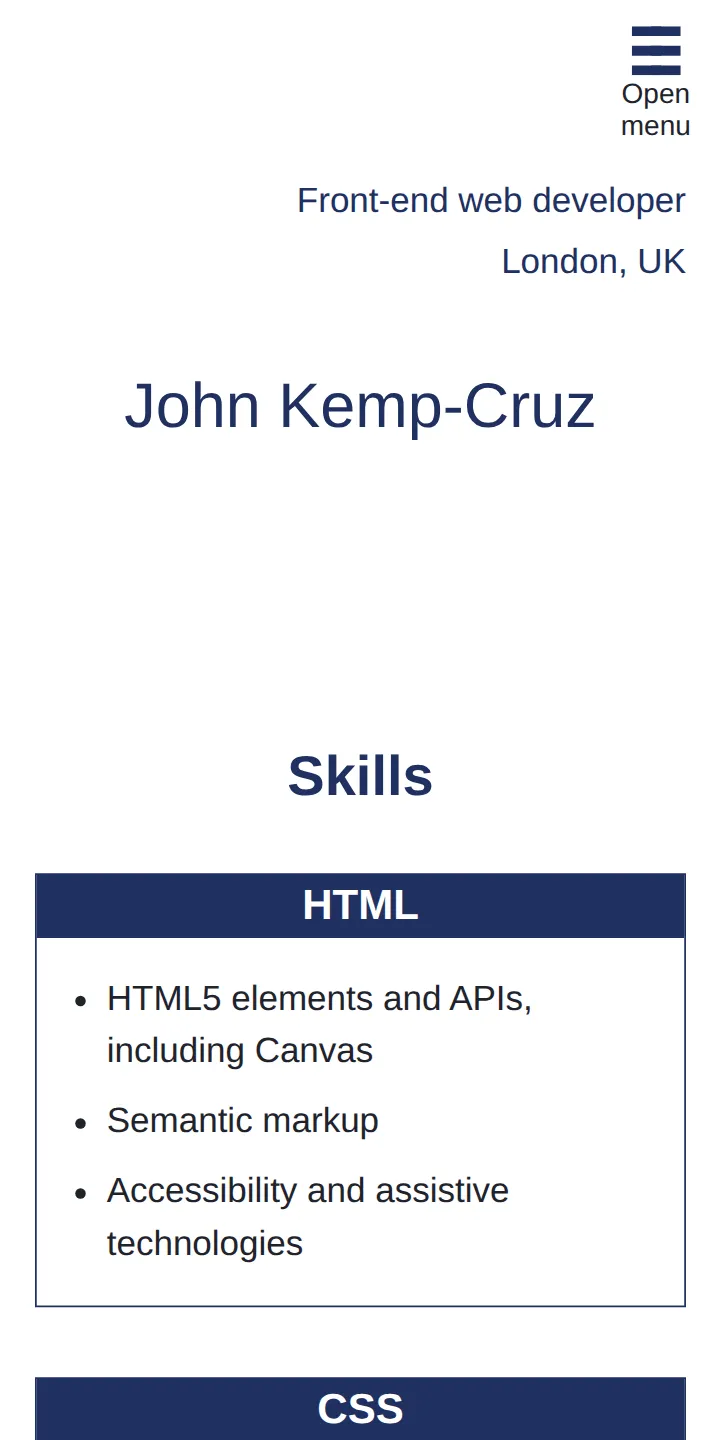 Open
menu
Front-end web developer
London, UK
John Kemp-Cruz
Skills
HTML
HTML5 elements and APIs,
including Canvas
Semantic markup
Accessibility and assistive
technologies
CSS